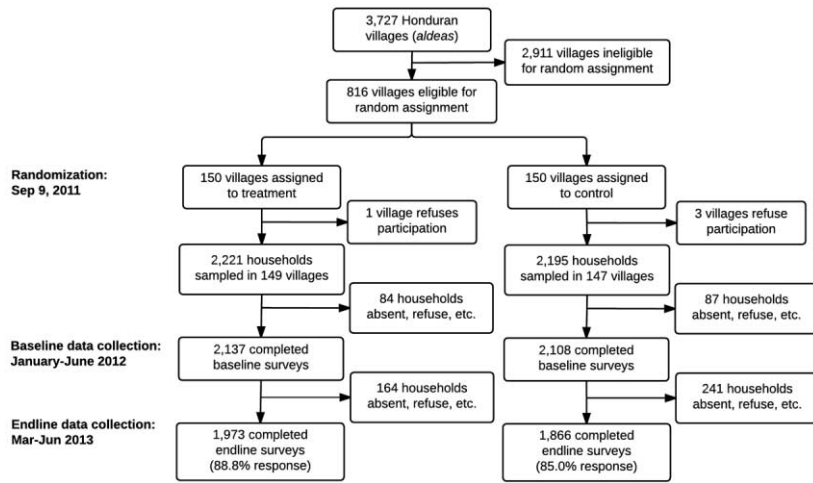 3,727 Honduran
villages (aldeas)
2,911 villages ineligible
for random assignment
816 villages eligible for
random assignment
Randomization:
Sep 9, 2011
150 villages assigned
to treatment
150 villages assigned
to control
1 village refuses
participation
3 villages refuse
participation
2,221 households
sampled in 149 villages
2,195 households
sampled in 147 villages
84 households
absent, refuse, etc.
87 households
absent, refuse, etc.
Baseline data collection:
January-June 2012
2,137 completed
baseline surveys
2,108 completed
baseline surveys
164 households
absent, refuse, etc.
241 households
absent, refuse, etc.
Endline data collection:
Mar-Jun 2013
1,973 completed
endline surveys
(88.8% response)
1,866 completed
endline surveys
(85.0% response)